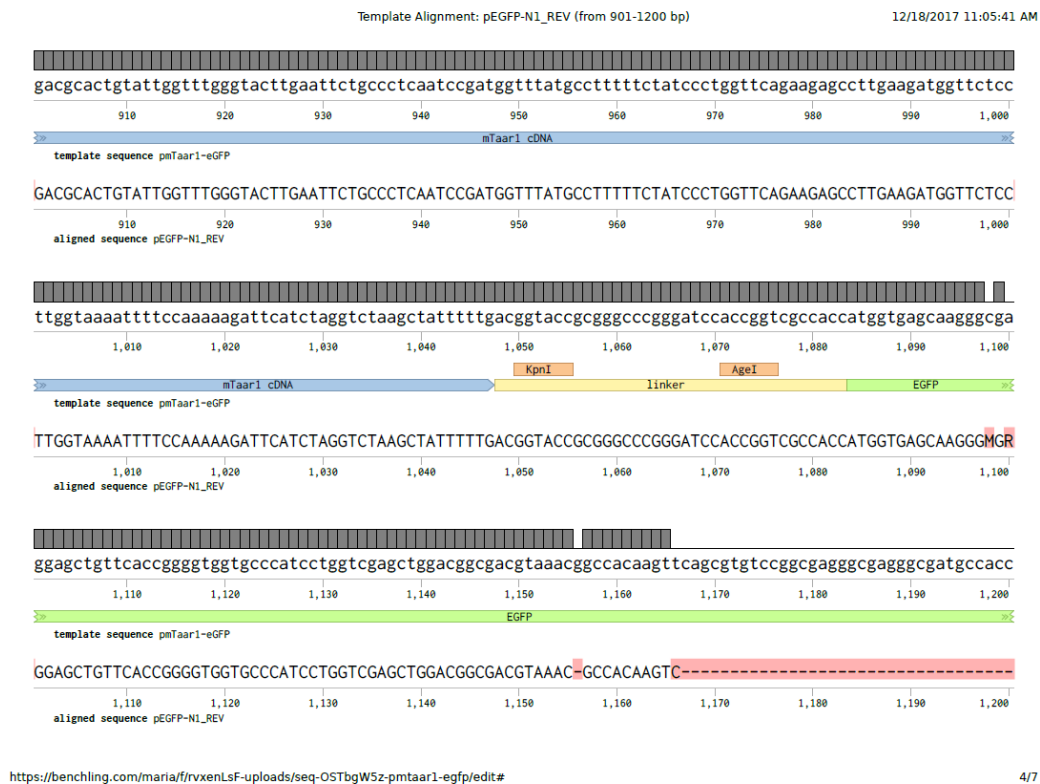 Template Alignment: pEGFP-N1_REV (from 901-1200 bp) 12/18/2017 11:05:41 AM
gacgcactgtattggtttgggtacttgaattctgccctcaatccgatggtttatgcctttttctatccctggttcagaagagccttgaagatggttctcc
910 920 930 940 950 960 970 980 990 1,000
mTaar1 cDNA
template sequence pmTaar1-eGFP
GACGCACTGTATTGGTTTGGGTACTTGAATTCTGCCCTCAATCCGATGGTTTATGCCTTTTTCTATCCCTGGTTCAGAAGAGCCTTGAAGATGGTTCTCC
910 920 930 940 950 960 970 980 990 1,000
aligned sequence pEGFP-N1_REV
ttggtaaaattttccaaaaagattcatctaggtctaagctatttttgacggtaccgcgggcccgggatccaccggtcgccaccatggtgagcaagggcga
1,010 1,020 1,030 1,040 1,050 1,060 1,070 1,080 1,090 1,100
KpnI AgeI
mTaar1 cDNA linker EGFP
template sequence pmTaar1-eGFP
TTGGTAAAATTTTCCAAAAAGATTCATCTAGGTCTAAGCTATTTTTGACGGTACCGCGGGCCCGGGATCCACCGGTCGCCACCATGGTGAGCAAGGGMGR
1,010 1,020 1,030 1,040 1,050 1,060 1,070 1,080 1,090 1,100
aligned sequence pEGFP-N1_REV
ggagctgttcaccggggtggtgcccatcctggtcgagctggacggcgacgtaaacggccacaagttcagcgtgtccggcgagggcgagggcgatgccacc
1,110 1,120 1,130 1,140 1,150 1,160 1,170 1,180 1,190 1,200
EGFP
template sequence pmTaar1-eGFP
GGAGCTGTTCACCGGGGTGGTGCCCATCCTGGTCGAGCTGGACGGCGACGTAAAC-GCCACAAGTC----------------------------------
1,110 1,120 1,130 1,140 1,150 1,160 1,170 1,180 1,190 1,200
aligned sequence pEGFP-N1_REV
https://benchling.com/maria/f/rvxenLsF-uploads/seq-OSTbgW5z-pmtaar1-egfp/edit# 4/7